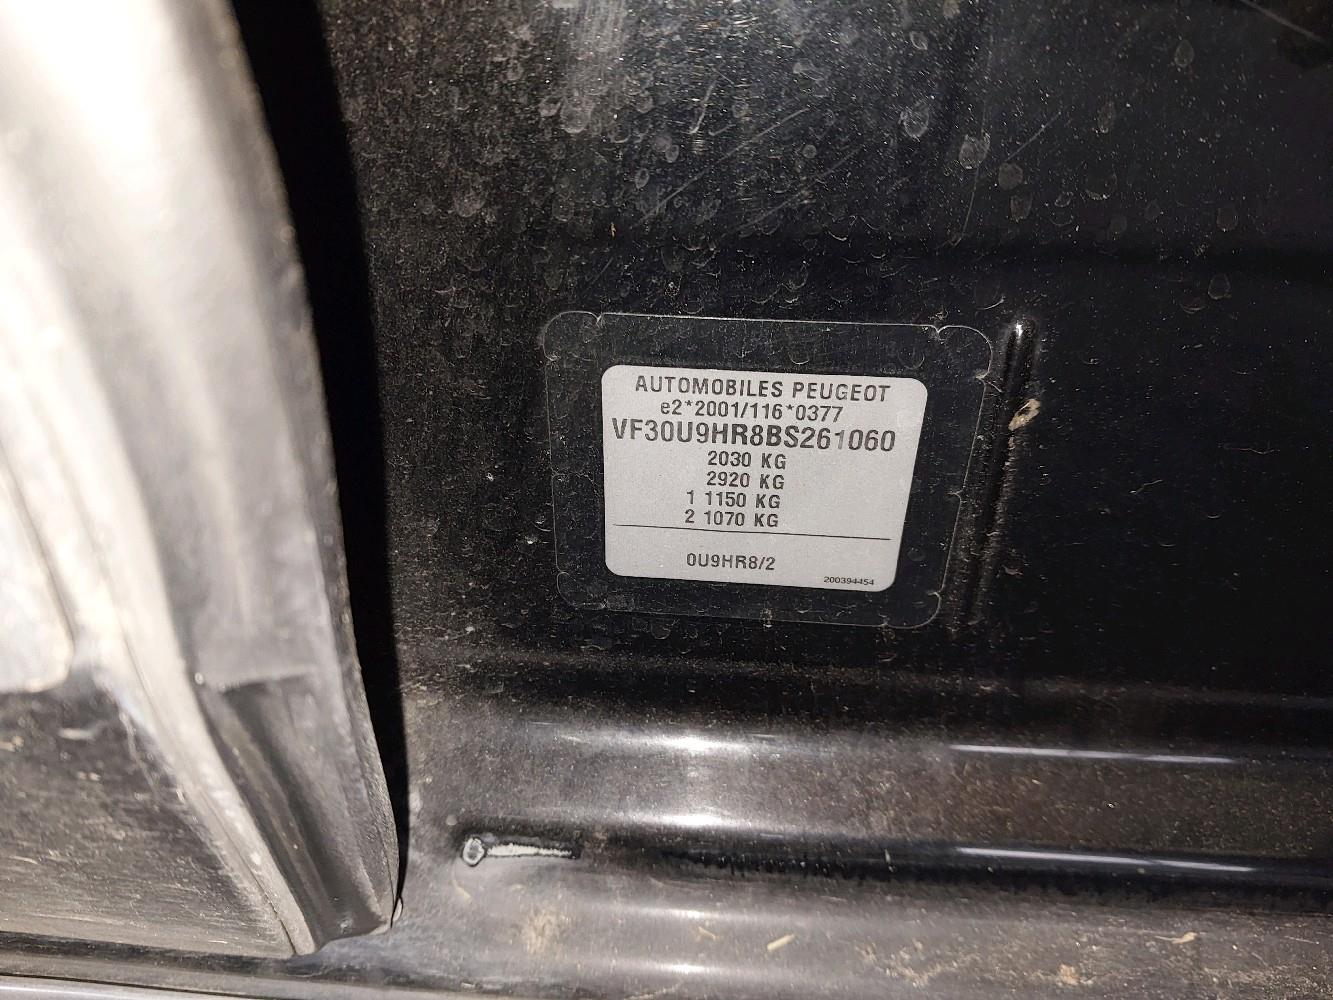 AUTOMOBILES PEUGEOT
e2*2001/116*0377
VF30U9HR8BS261060
2030 KG
2920 KG
1 1150 KG
2 1070 KG
0U9HR8/2
200394454